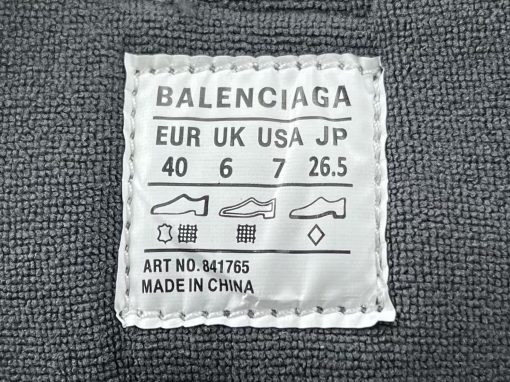 BALENCIAGA
EUR UK USA JP
40 6 7 26.5
ART NO. 841765
MADE IN CHINA